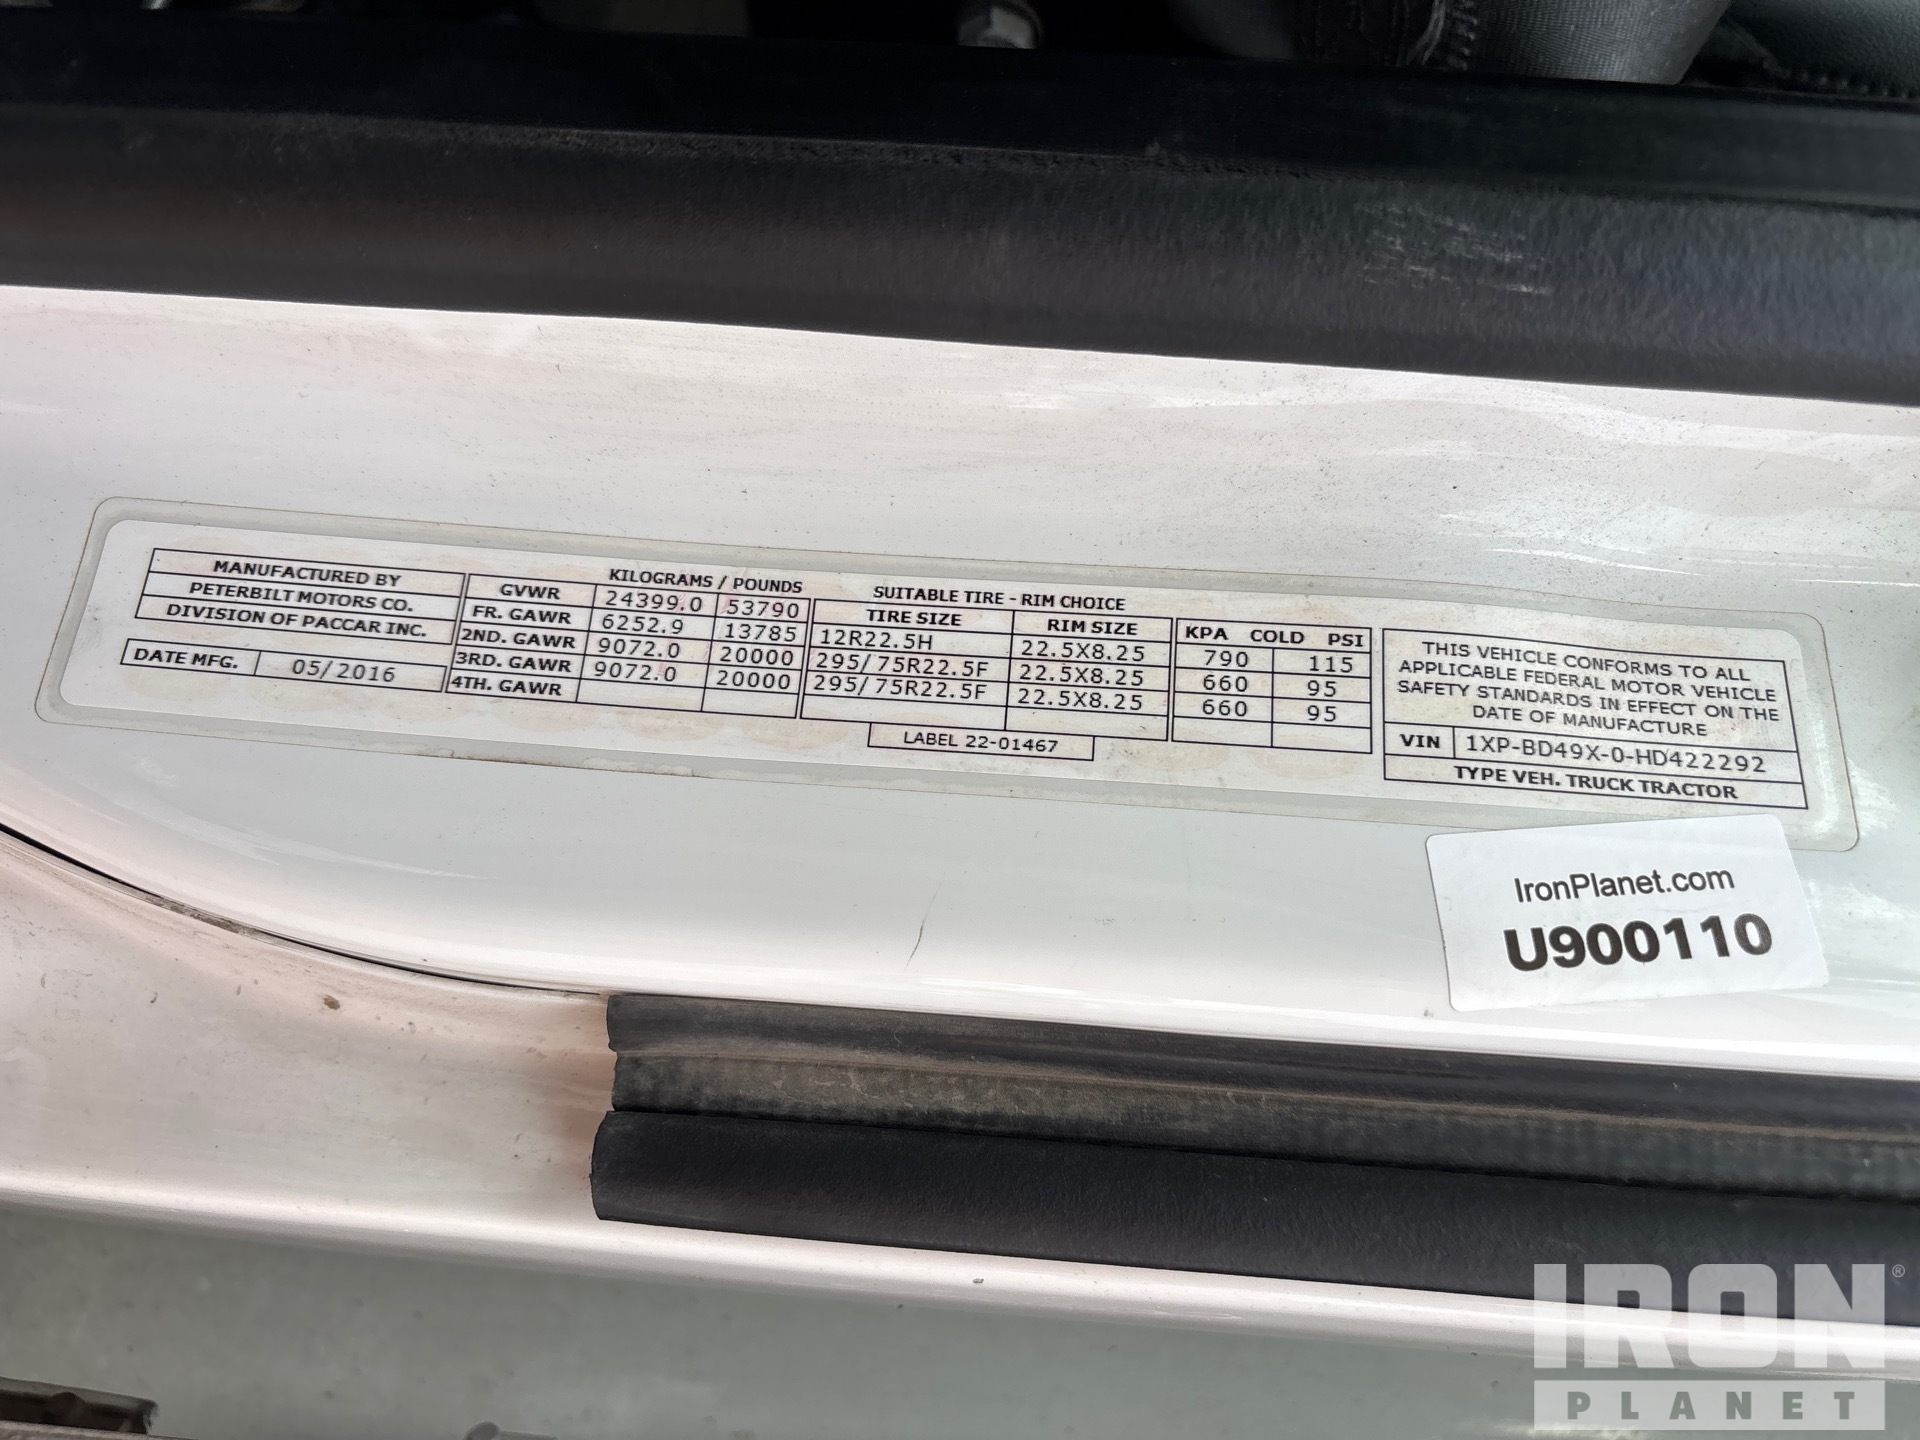 MANUFACTURED BY
PETERBILT MOTORS CO.
DIVISION OF PACCAR INC.
DATE MFG. 05/2016
KILOGRAMS / POUNDS
GVWR 24399.0 53790
FR. GAWR 6252.9 13785
2ND. GAWR 9072.0 20000
3RD. GAWR 9072.0 20000
4TH. GAWR
SUITABLE TIRE - RIM CHOICE
TIRE SIZE RIM SIZE
12R22.5H 22.5X8.25
295/75R22.5F 22.5X8.25
295/75R22.5F 22.5X8.25
KPA COLD PSI
790 115
660 95
660 95
LABEL 22-01467
THIS VEHICLE CONFORMS TO ALL
APPLICABLE FEDERAL MOTOR VEHICLE
SAFETY STANDARDS IN EFFECT ON THE
DATE OF MANUFACTURE
VIN 1XP-BD49X-0-HD422292
TYPE VEH. TRUCK TRACTOR
IronPlanet.com
U900110
IRON®
PLANET